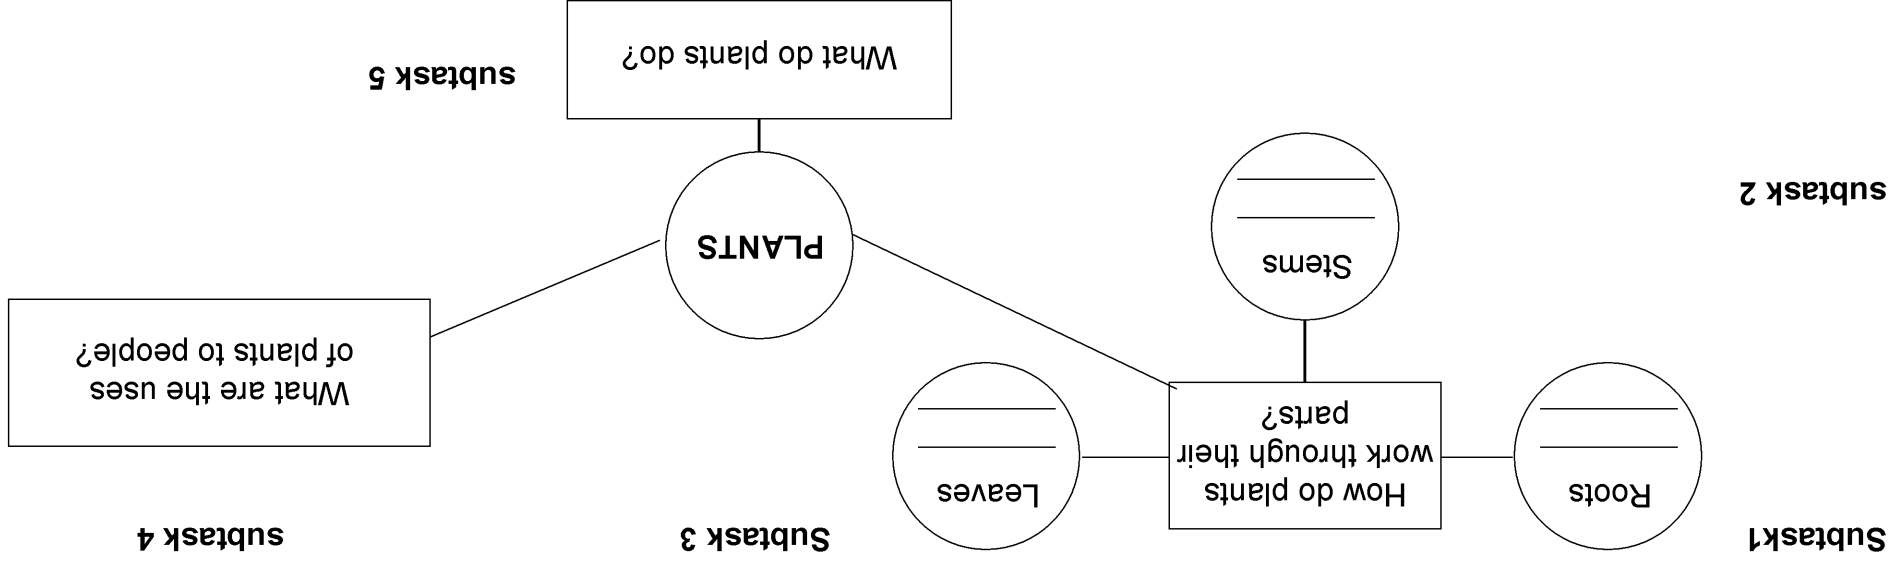 Subtask1
Roots
How do plants
work through their
parts?
Leaves
Subtask 3
subtask 4
Stems
subtask 2
What are the uses
of plants to people?
PLANTS
What do plants do?
subtask 5